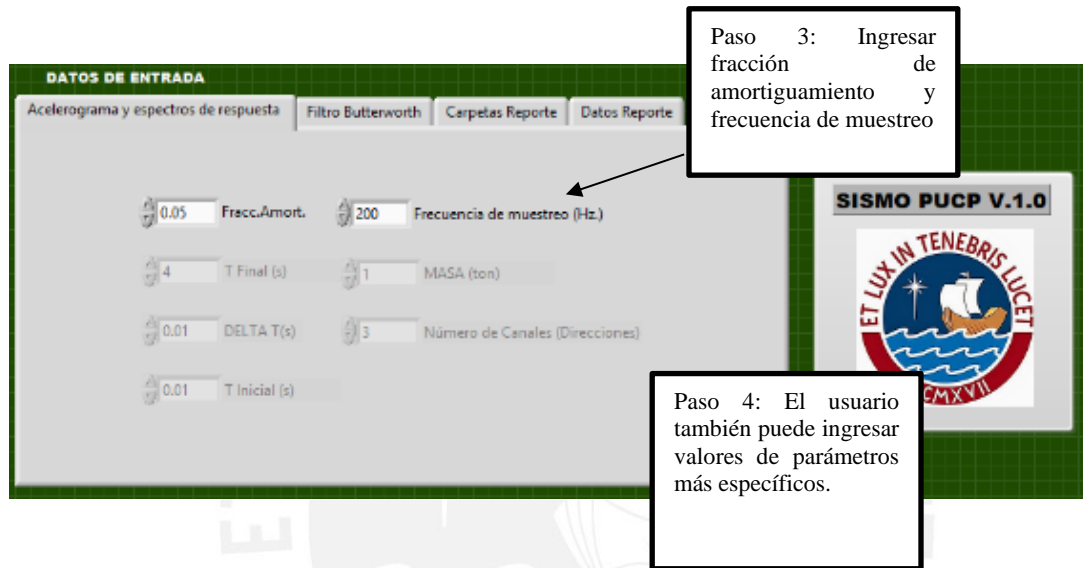 Paso 3: Ingresar
fracción de
amortiguamiento y
frecuencia de muestreo
DATOS DE ENTRADA
Acelerograma y espectros de respuesta
Filtro Butterworth
Carpetas Reporte
Datos Reporte
0.05 Fracc.Amort.
200 Frecuencia de muestreo (Hz.)
4 T Final (s)
1 MASA (ton)
0.01 DELTA T(s)
3 Número de Canales (Direcciones)
0.01 T Inicial (s)
SISMO PUCP V.1.0
ET LUX IN TENEBRIS LUCET
CMXVII
Paso 4: El usuario
también puede ingresar
valores de parámetros
más específicos.